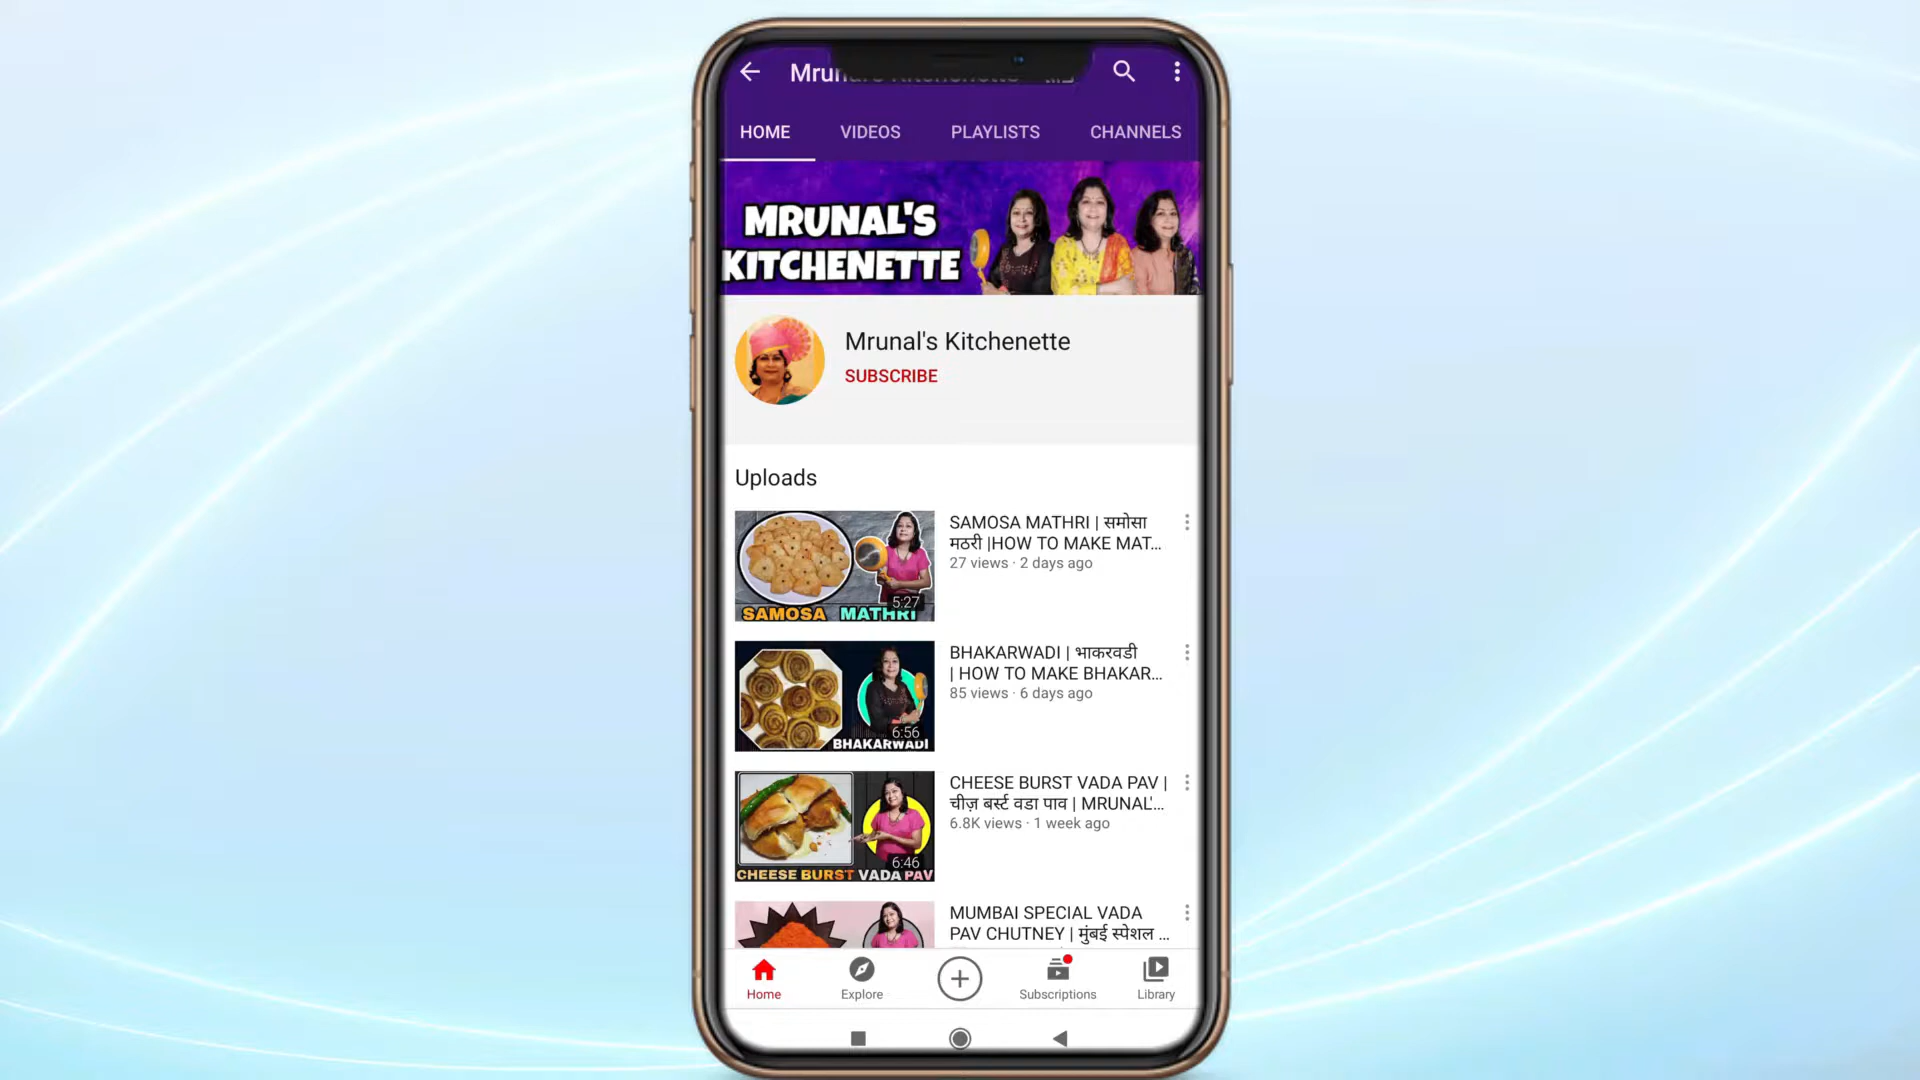 HOME VIDEOS PLAYLISTS CHANNELS
MRUNAL'S
KITCHENETTE
Mrunal's Kitchenette
SUBSCRIBE
Uploads
SAMOSA MATHRI | समोसा
मठरी |HOW TO MAKE MAT...
27 views · 2 days ago
5:27
SAMOSA MATHRI
BHAKARWADI | भाकरवडी
| HOW TO MAKE BHAKAR...
85 views · 6 days ago
6:56
BHAKARWADI
CHEESE BURST VADA PAV |
चीज़ बर्स्ट वडा पाव | MRUNAL'...
6.8K views · 1 week ago
6:46
CHEESE BURST VADA PAV
MUMBAI SPECIAL VADA
PAV CHUTNEY | मुंबई स्पेशल ...
Home Explore Subscriptions Library